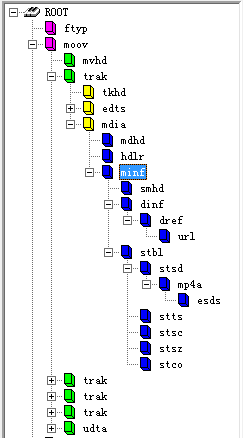 ROOT
ftyp
moov
mvhd
trak
tkhd
edts
mdia
mdhd
hdlr
minf
smhd
dinf
dref
url
stbl
stsd
mp4a
esds
stts
stsc
stsz
stco
trak
trak
trak
udta